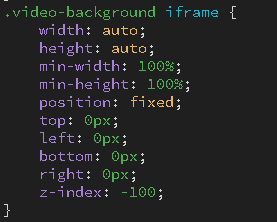 .video-background iframe {
width: auto;
height: auto;
min-width: 100%;
min-height: 100%;
position: fixed;
top: 0px;
left: 0px;
bottom: 0px;
right: 0px;
z-index: -100;
}